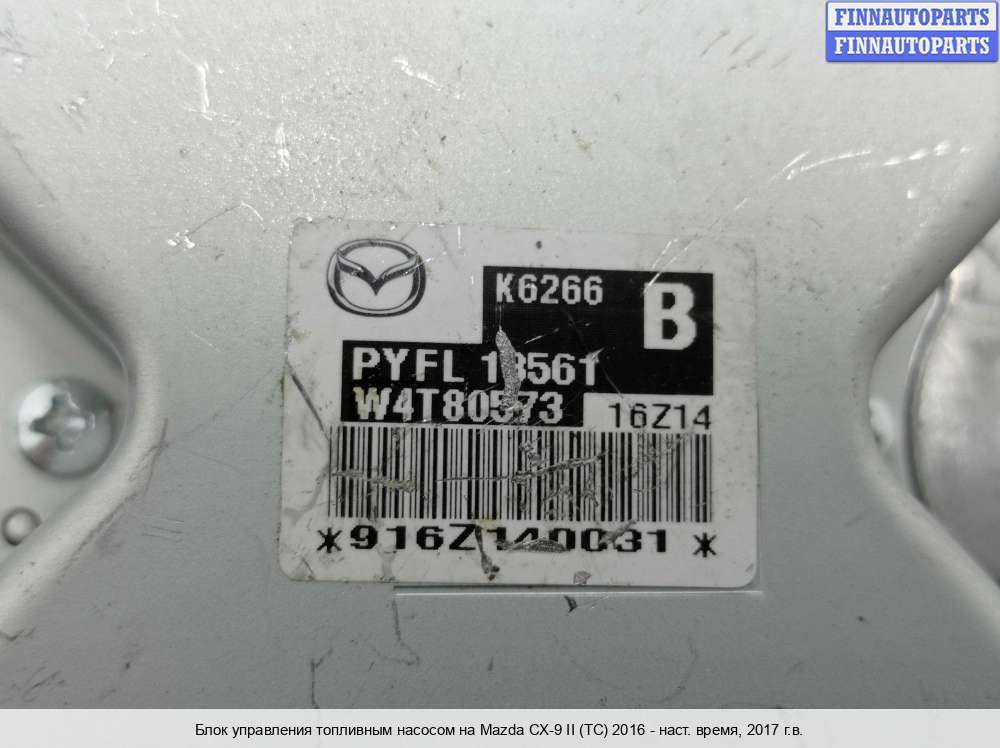 FINNAUTOPARTS
FINNAUTOPARTS
K6266
B
PYFL 18561
W4T80573
16Z14
*916Z140031*
Блок управления топливным насосом на Mazda CX-9 II (TC) 2016 - наст. время, 2017 г.в.